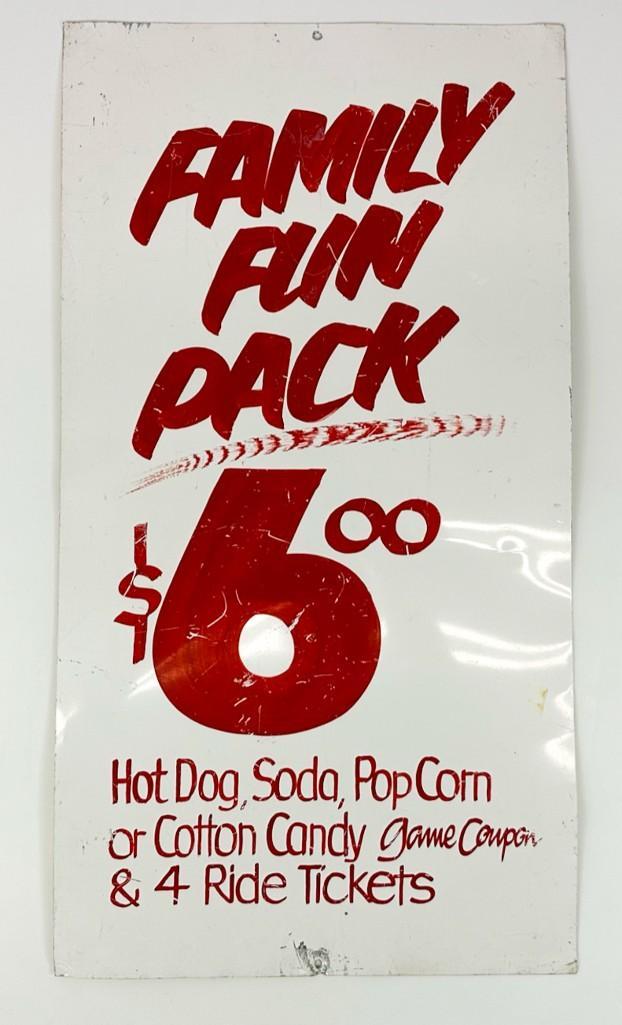 FAMILY
FUN
PACK
$6.00
Hot Dog, Soda, Pop Corn
or Cotton Candy Game Coupon
& 4 Ride Tickets